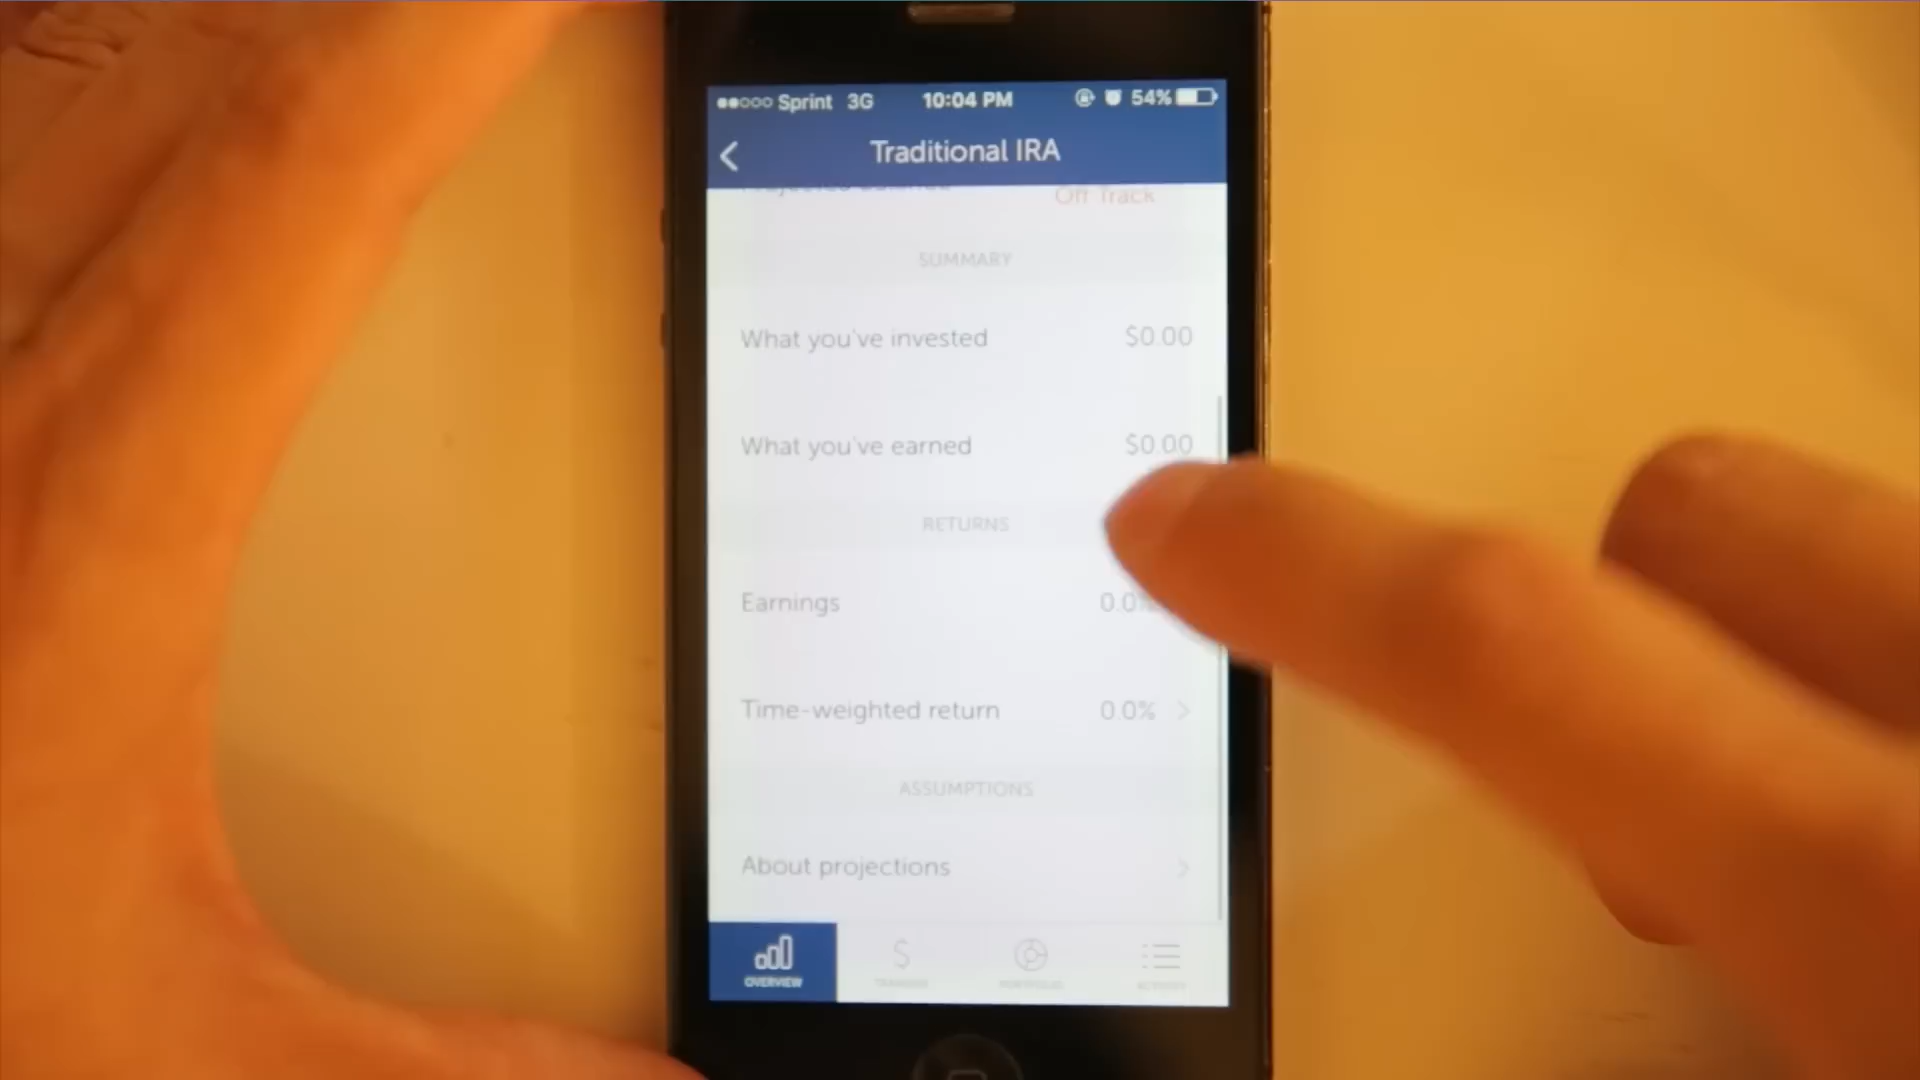 Sprint 3G 10:04 PM 54%
Traditional IRA
Off Track
SUMMARY
What you've invested $0.00
What you've earned $0.00
RETURNS
Earnings 0.0%
Time-weighted return 0.0%
ASSUMPTIONS
About projections
OVERVIEW